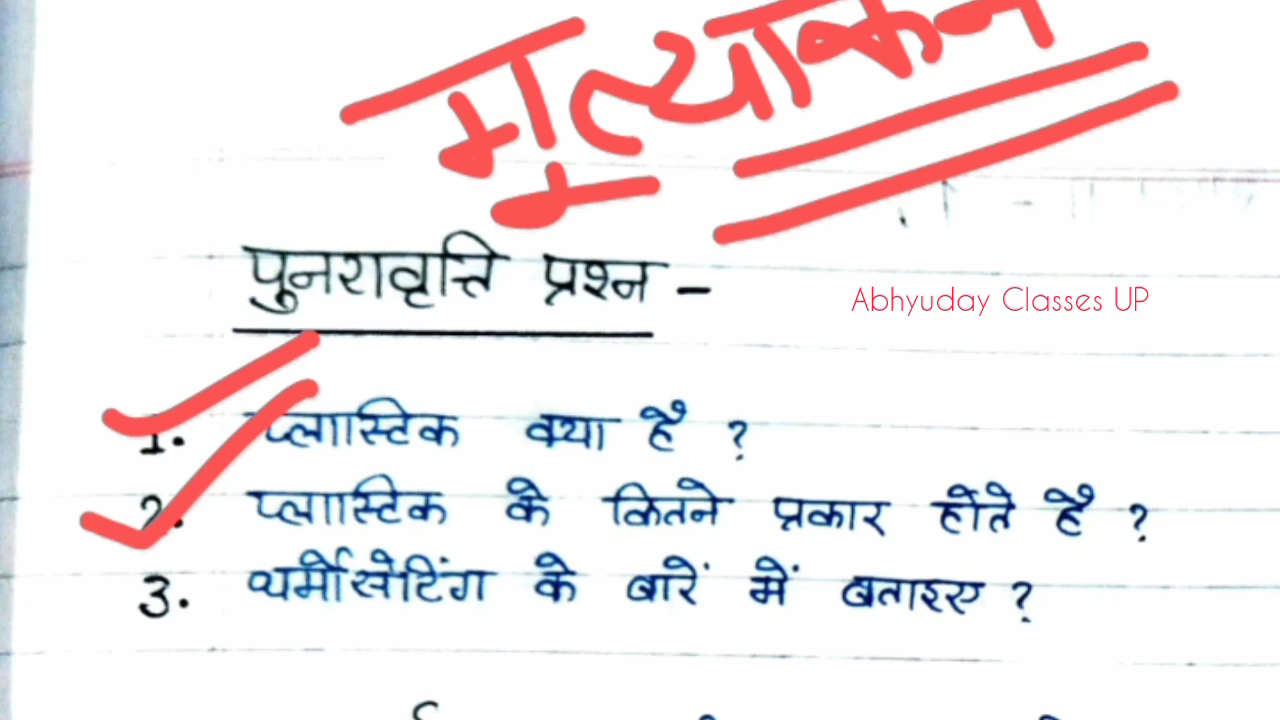 मूल्याकन
पुनरावृत्ति प्रश्न -
Abhyuday Classes UP
1. प्लास्टिक क्या है ?
2. प्लास्टिक के कितने प्रकार होते है ?
3. थर्मोसेटिंग के बारें में बताइए ?